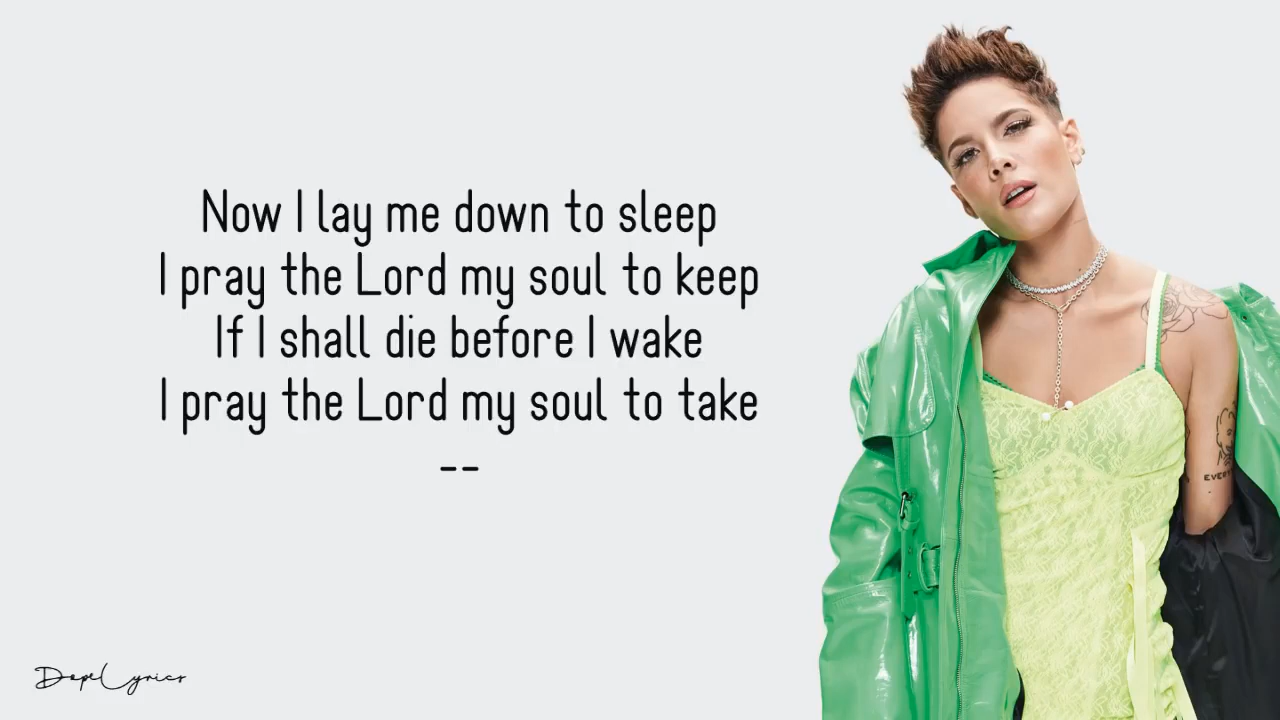 Now I lay me down to sleep
I pray the Lord my soul to keep
If I shall die before I wake
I pray the Lord my soul to take
--
EVERY
DopeLyrics